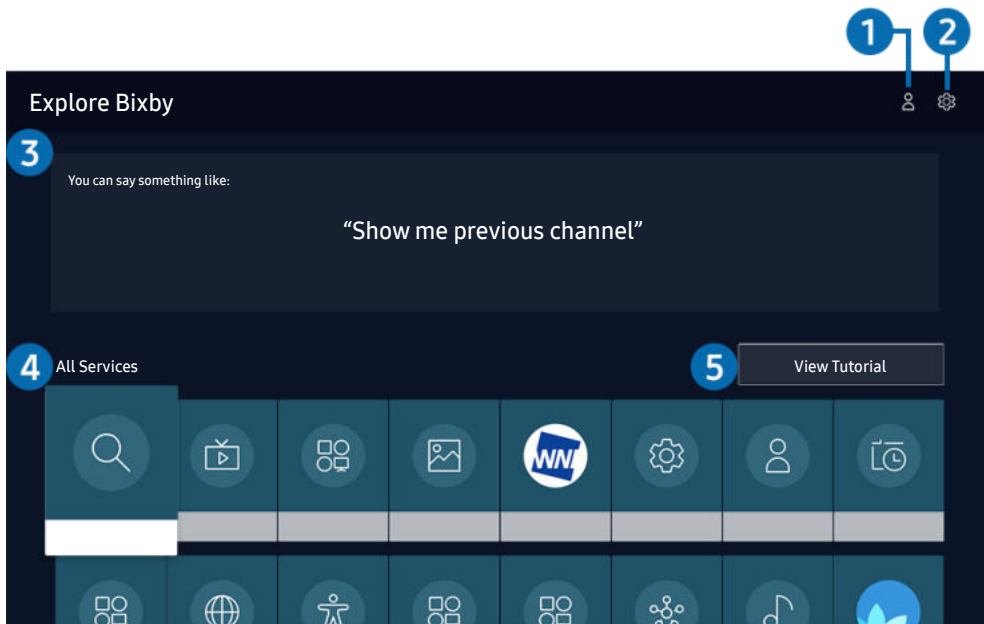 1 2
Explore Bixby
3
You can say something like:
“Show me previous channel”
4 All Services
5 View Tutorial
WNI